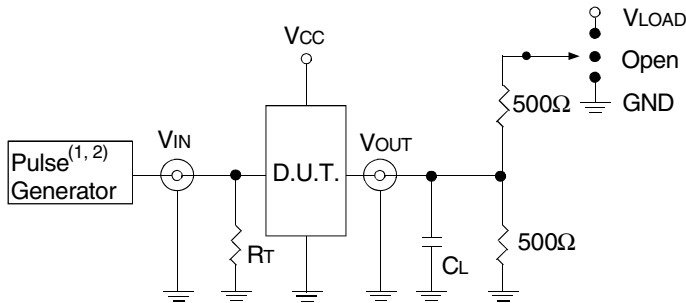 VLOAD
VCC
Open
500Ω
GND
VIN
VOUT
Pulse(1, 2)
Generator
D.U.T.
RT
CL
500Ω